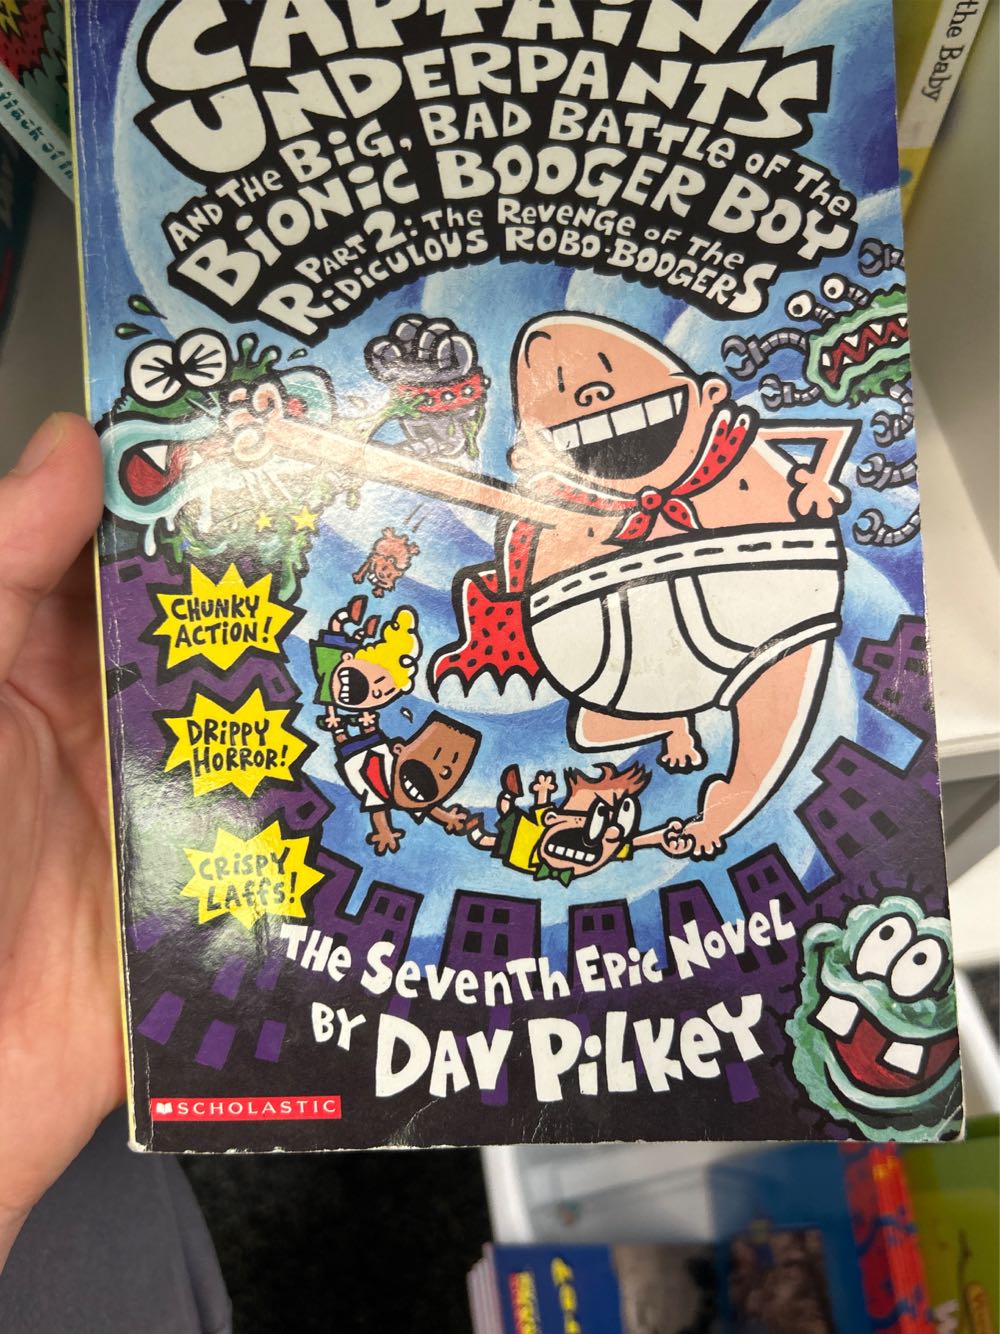 CAPTAIN
UNDERPANTS
AND THE BiG, BAD BATTLE OF THE
BiONiC BOOGER BOY
PART 2: THE REVENGE OF THE
RiDiCULOUS ROBO-BOOGERS
CHUNKY
ACTiON!
DRiPPY
HORROR!
CRiSPY
LAffS!
THE SEVENTH EPiC NOVEL
BY DAV PiLKEY
SCHOLASTIC
the Baby